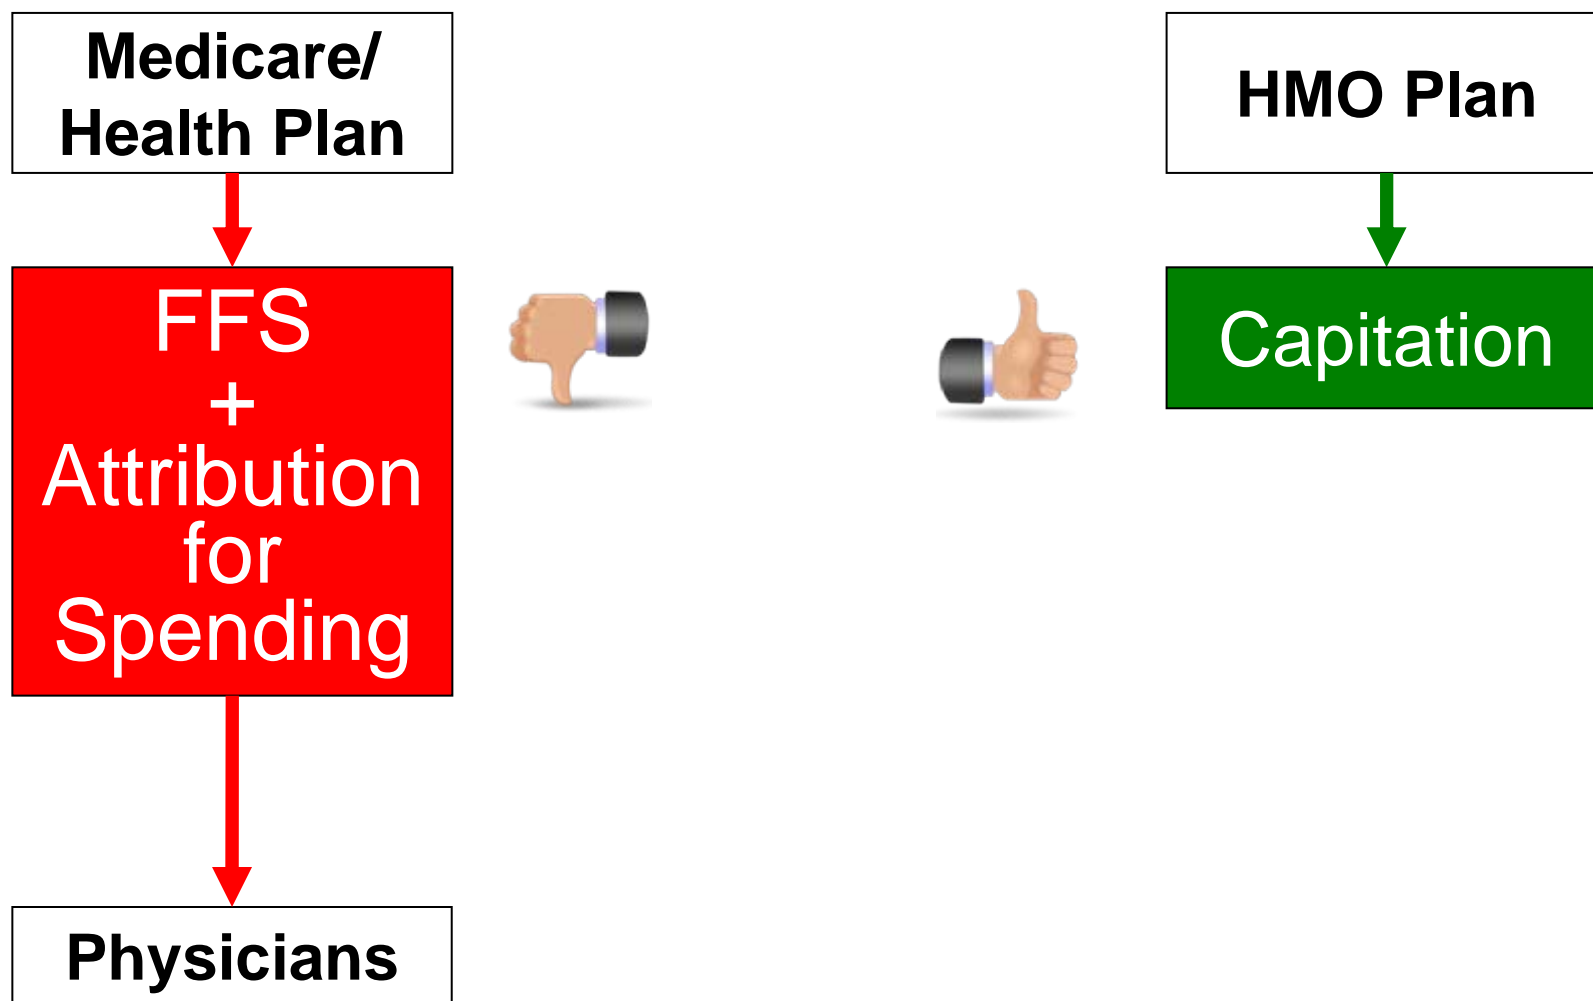 Medicare/
Health Plan
FFS
+
Attribution
for
Spending
Physicians
HMO Plan
Capitation